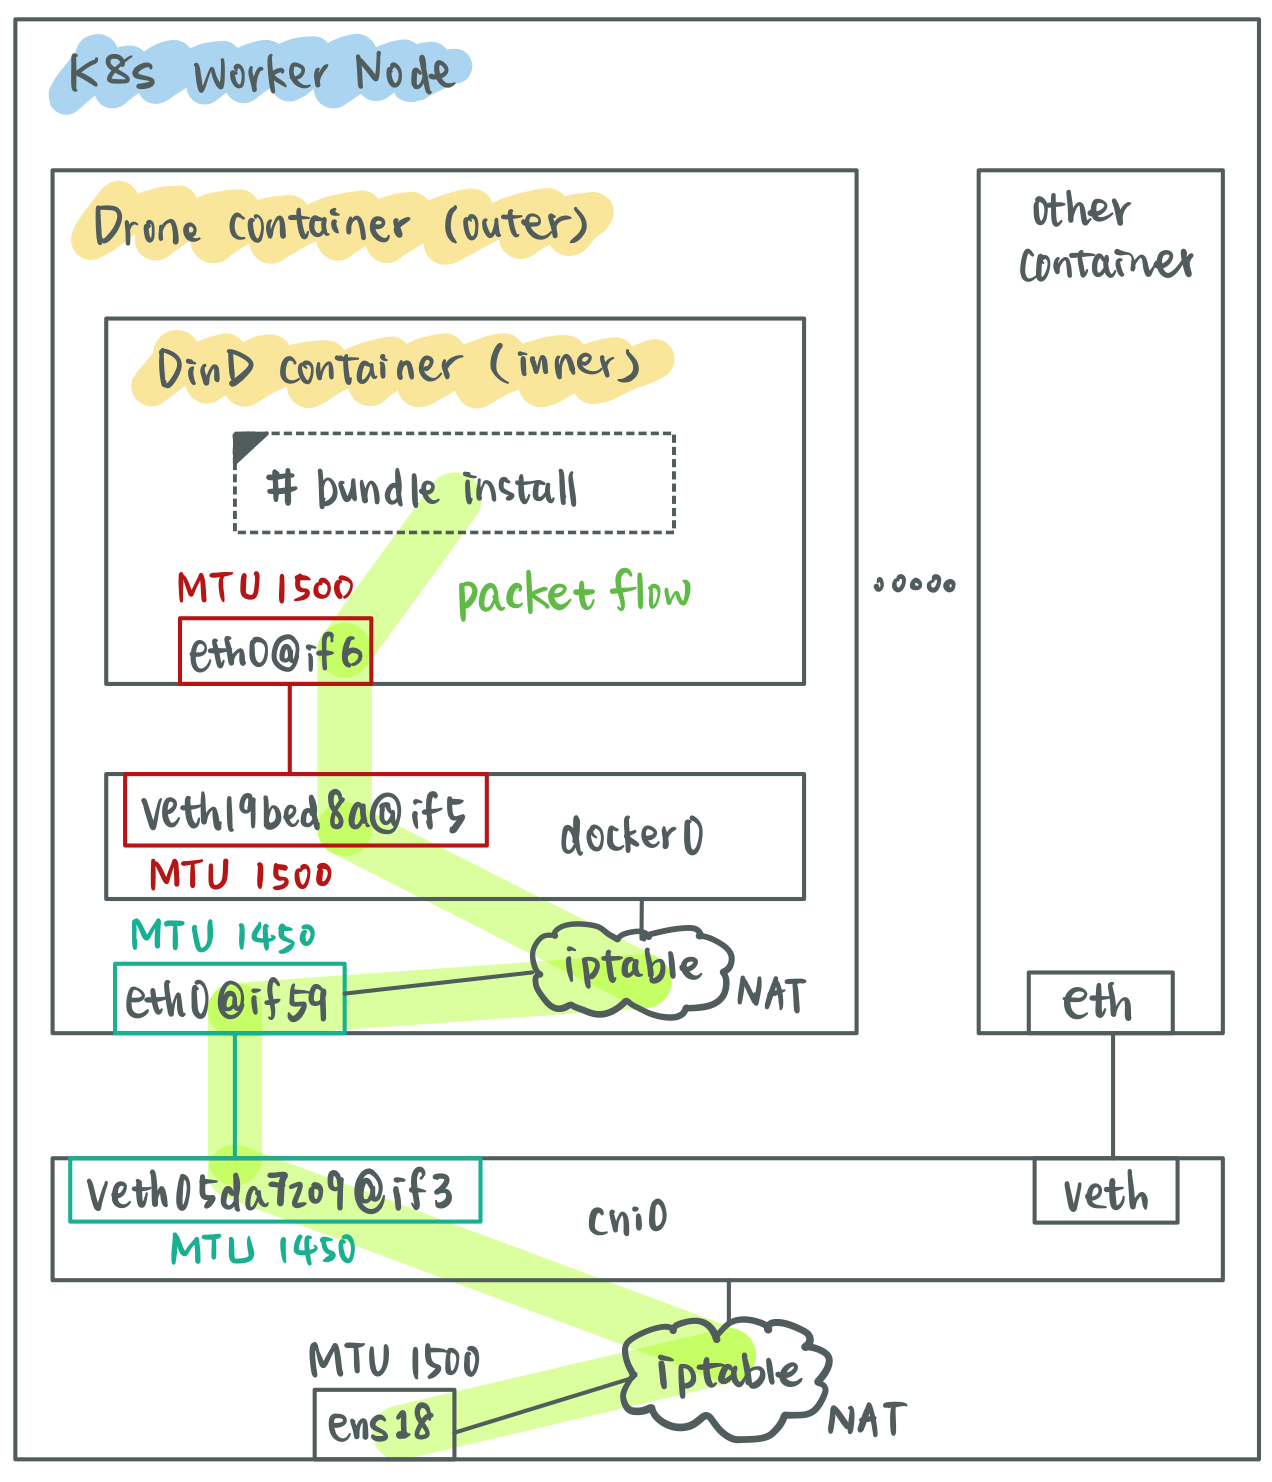 K8s Worker Node
Drone container (outer)
other
container
DinD container (inner)
# bundle install
MTU 1500
packet flow
eth0@if6
veth19bed8a@if5
docker0
MTU 1500
MTU 1450
iptable
eth0@if59
NAT
eth
veth05da7209@if3
veth
cni0
MTU 1450
MTU 1500
iptable
ens18
NAT